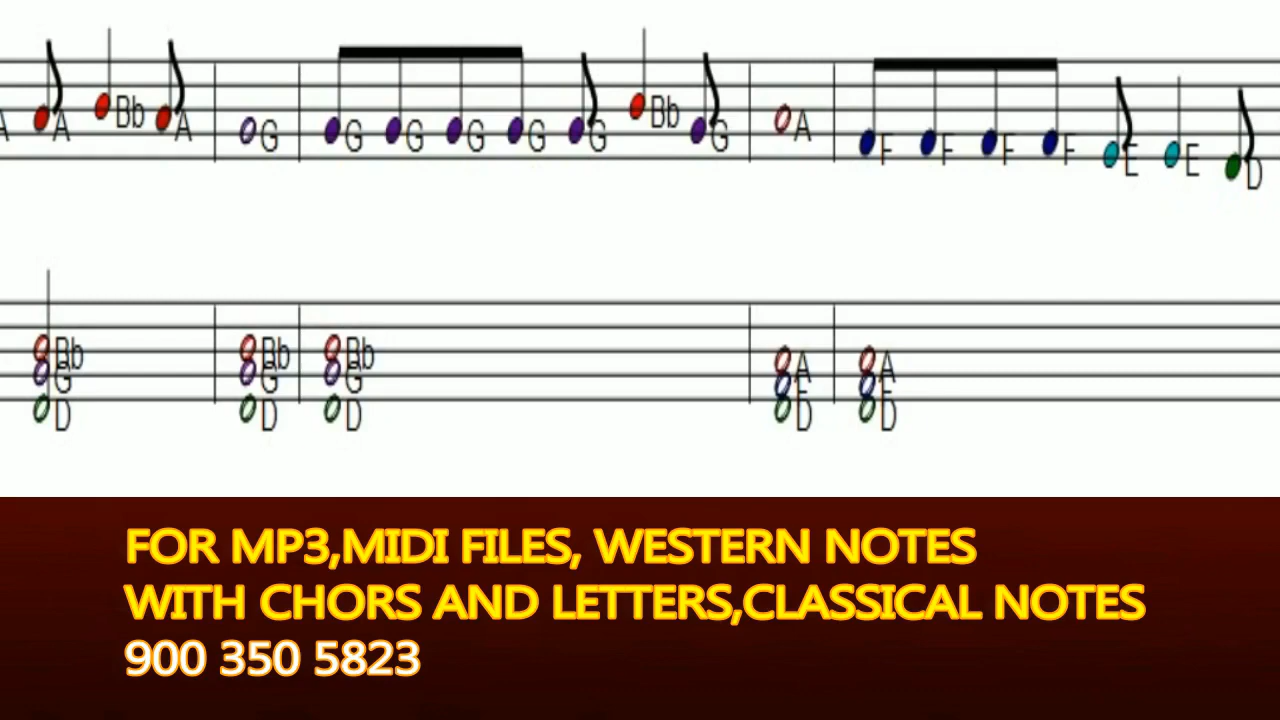 A A Bb A G G G G G G Bb G A F F F F E E D
Bb Bb Bb A A
G G G F F
D D D D D
FOR MP3,MIDI FILES, WESTERN NOTES
WITH CHORS AND LETTERS,CLASSICAL NOTES
900 350 5823